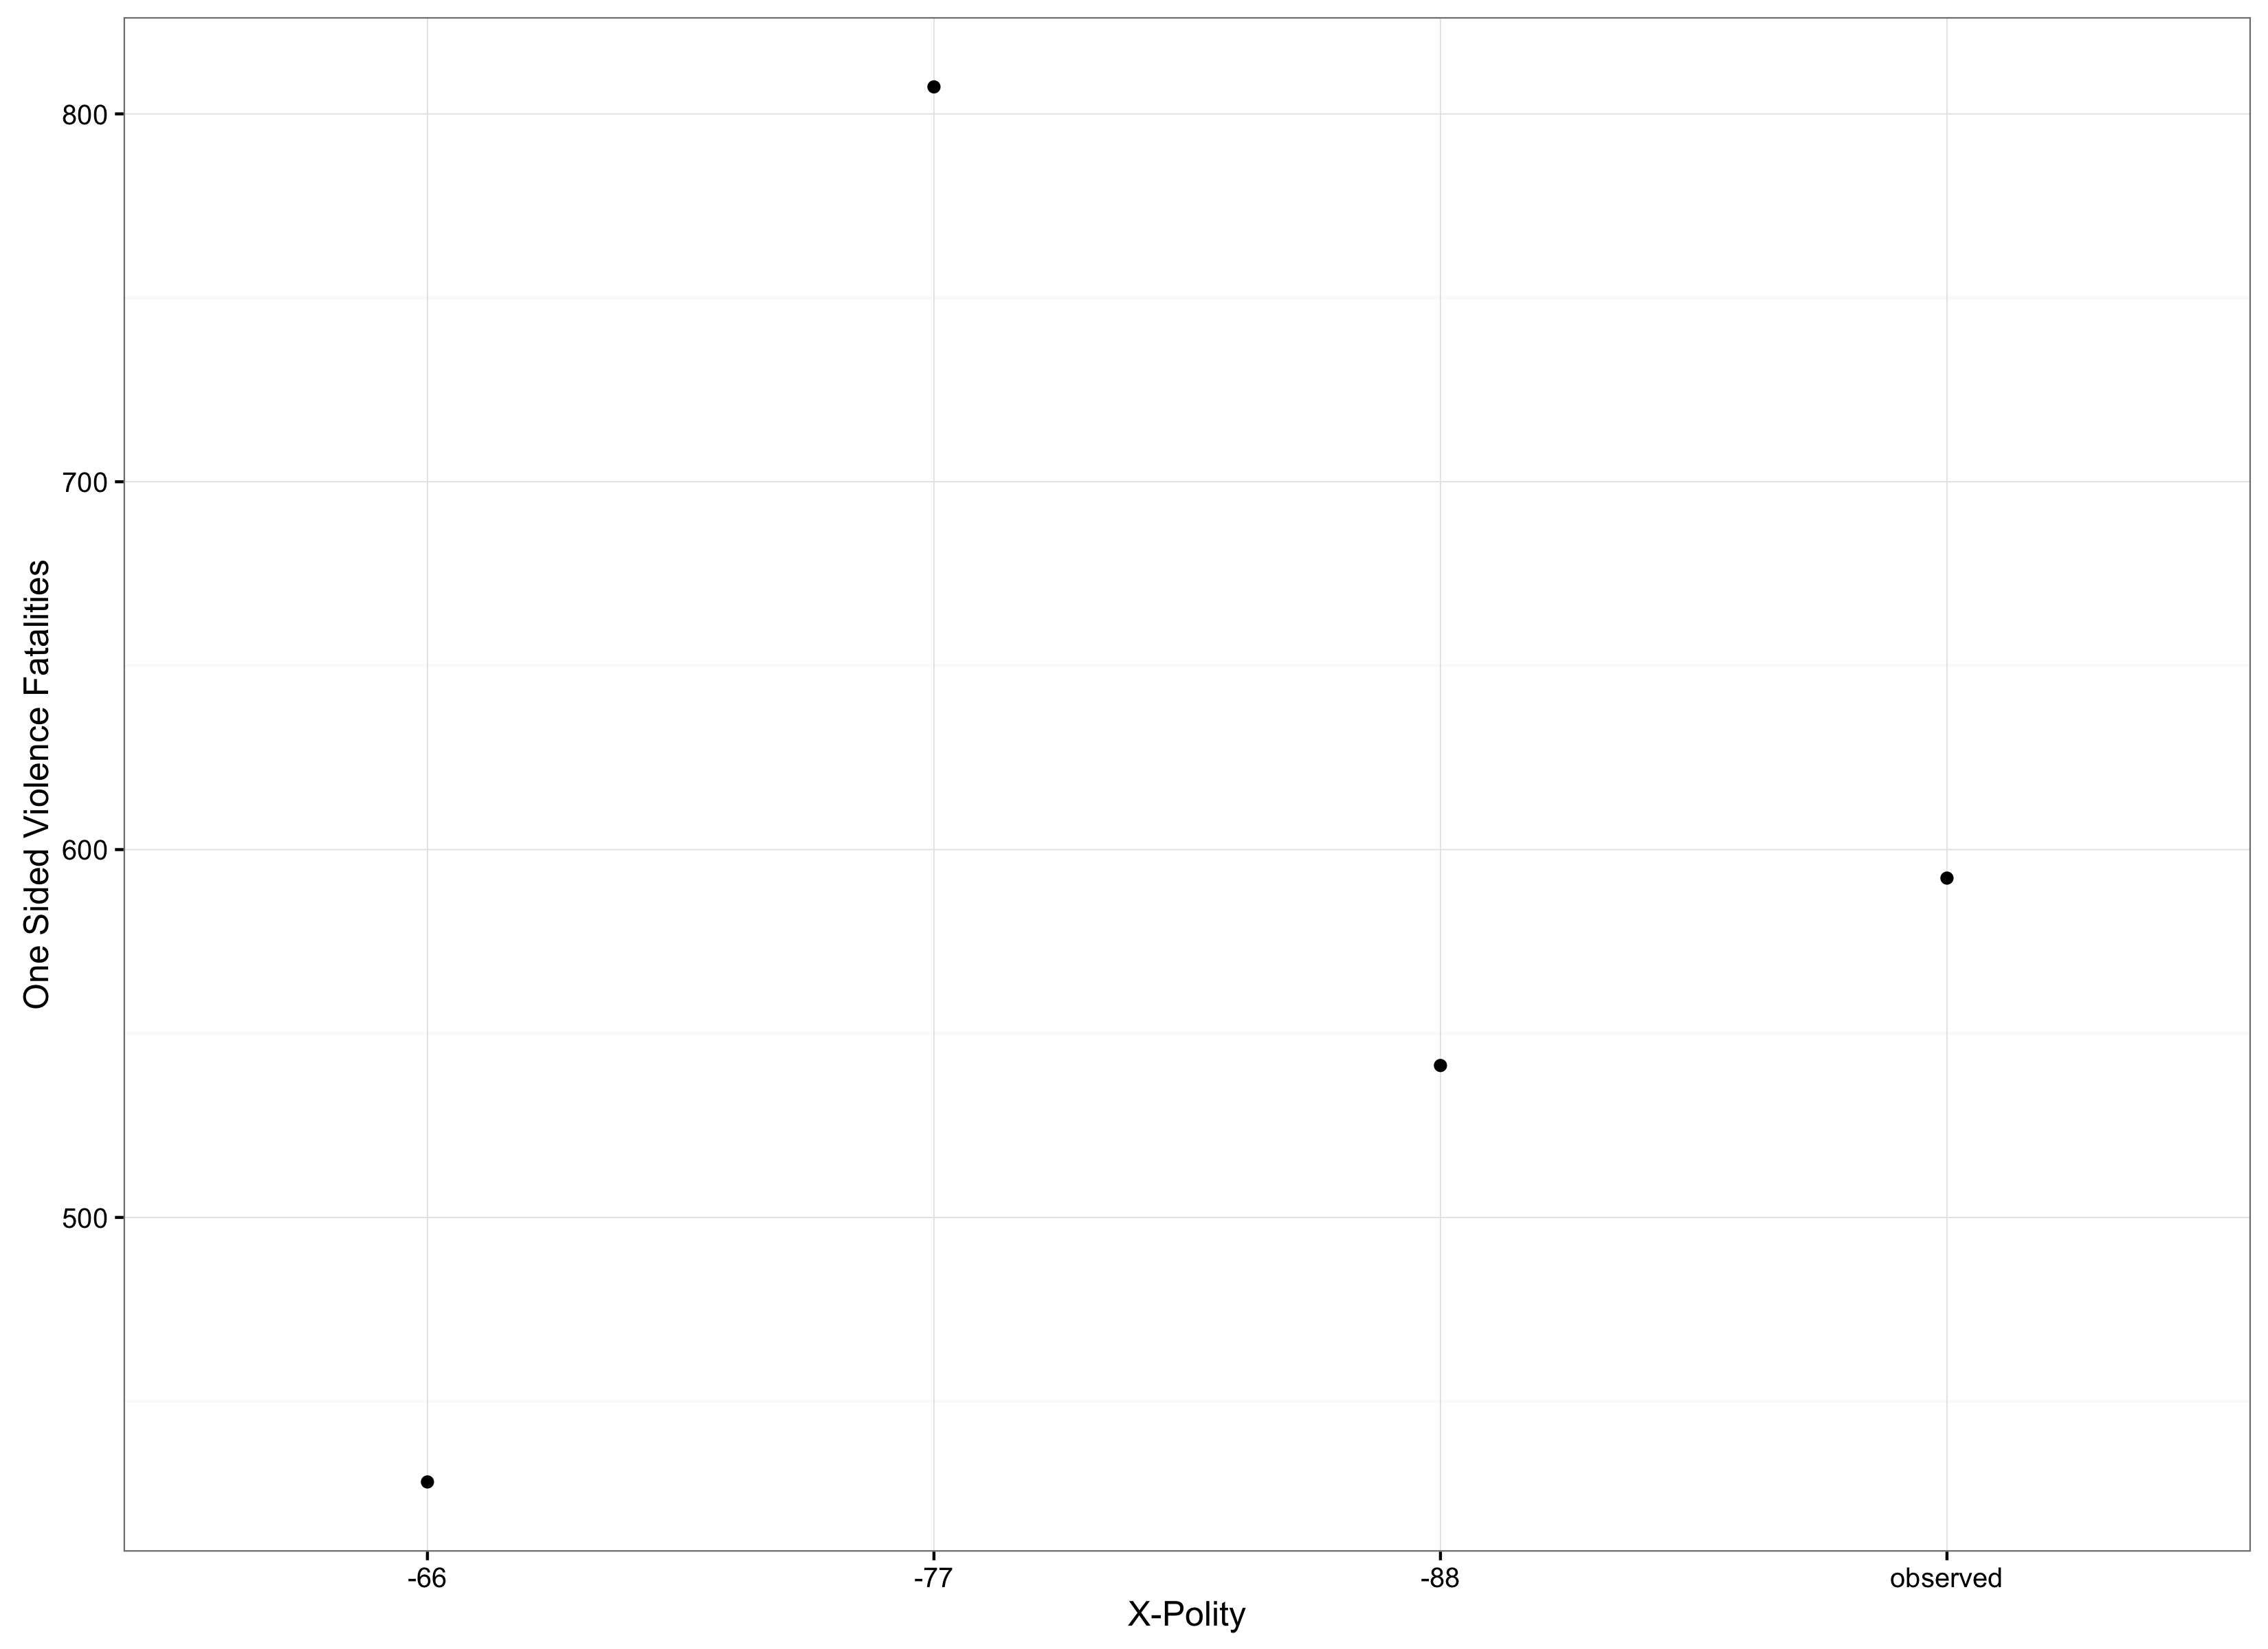 800
700
600
500
One Sided Violence Fatalities
-66
-77
-88
observed
X-Polity